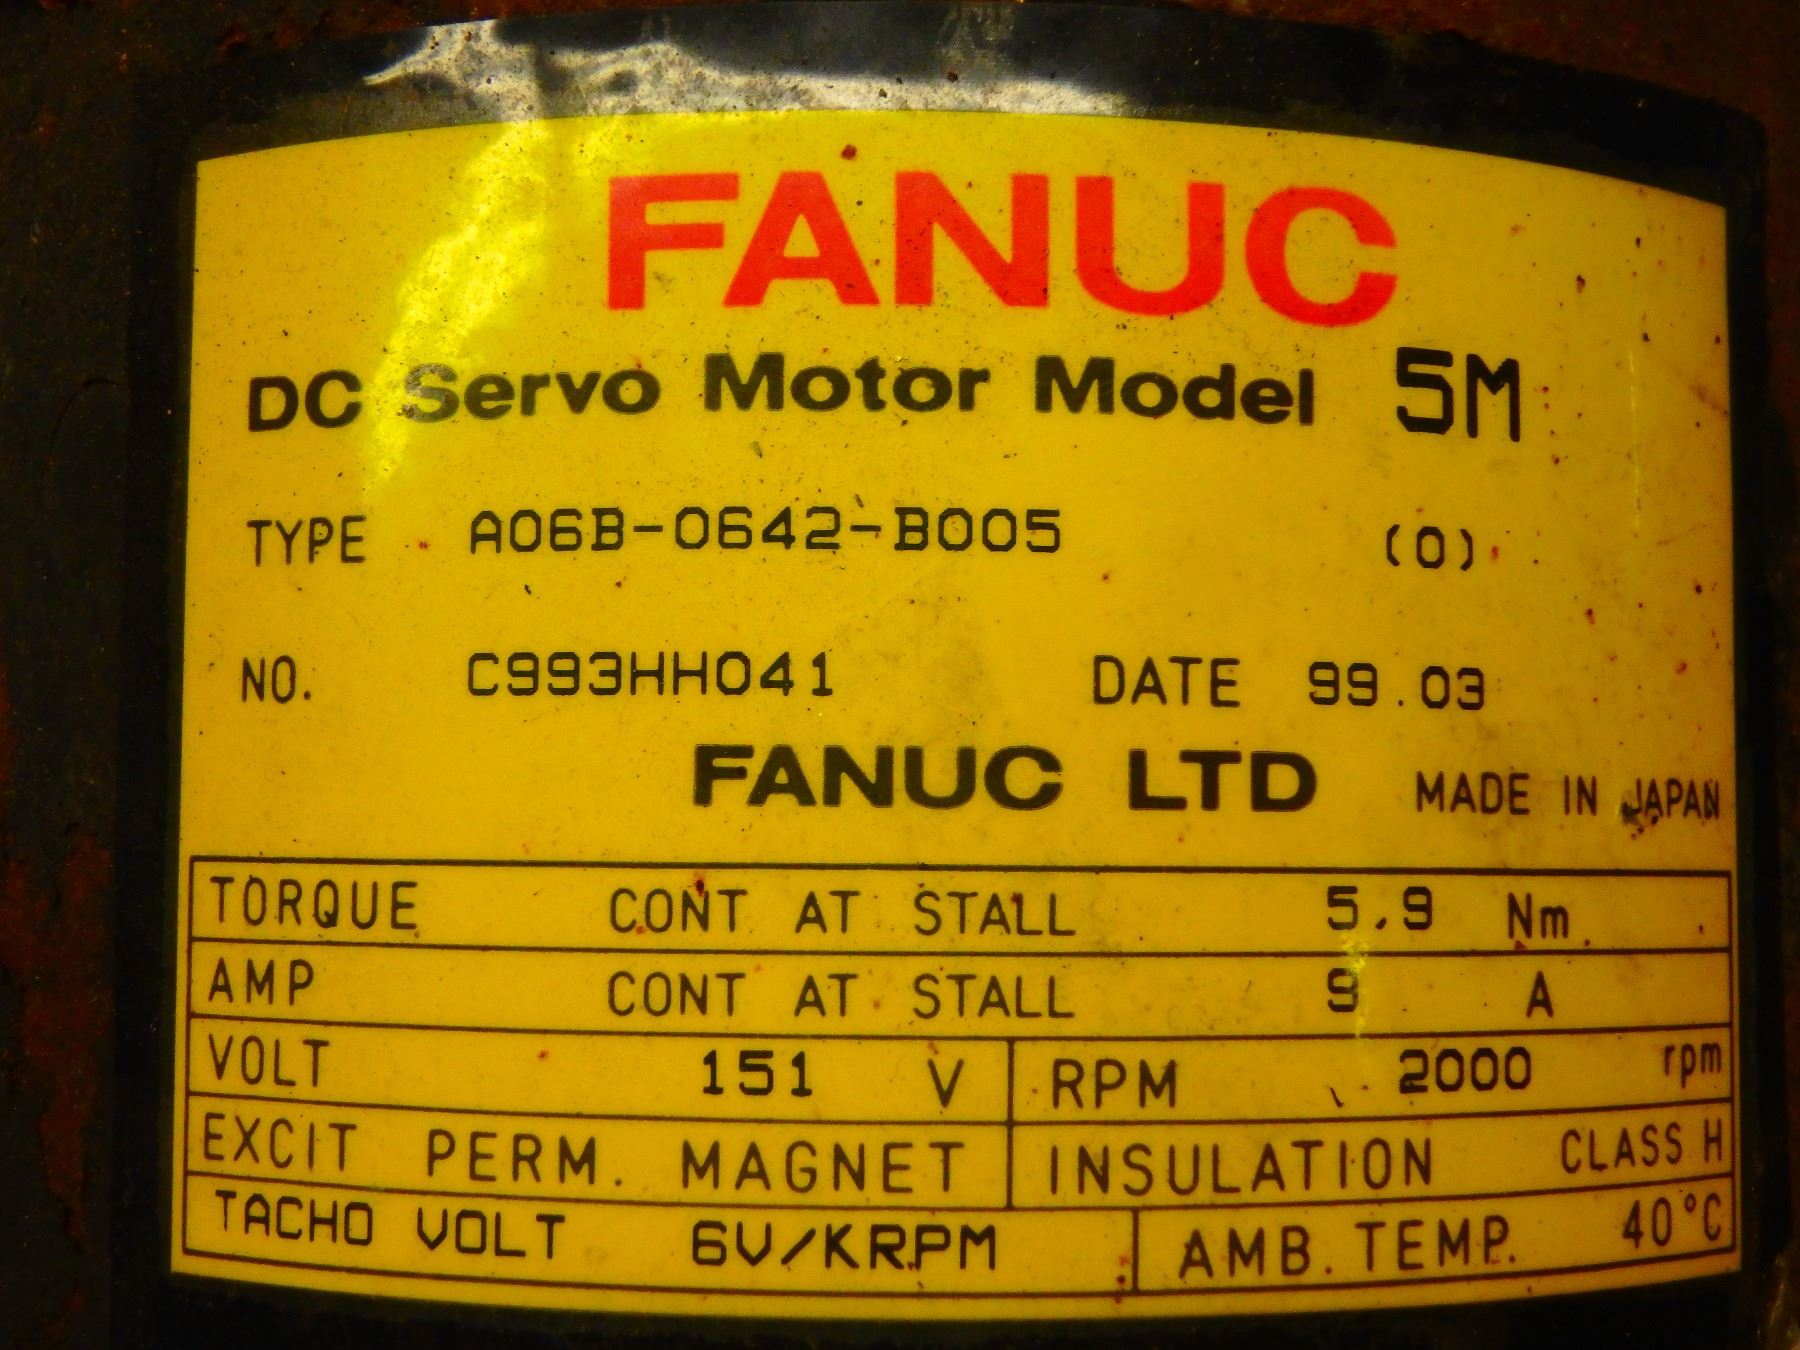 FANUC
DC Servo Motor Model 5M
TYPE A06B-0642-B005 (0)
NO. C993HH041 DATE 99.03
FANUC LTD MADE IN JAPAN
TORQUE CONT AT STALL 5.9 Nm
AMP CONT AT STALL 9 A
VOLT 151 V RPM 2000 rpm
EXCIT PERM. MAGNET INSULATION CLASS H
TACHO VOLT 6V/KRPM AMB. TEMP. 40°C